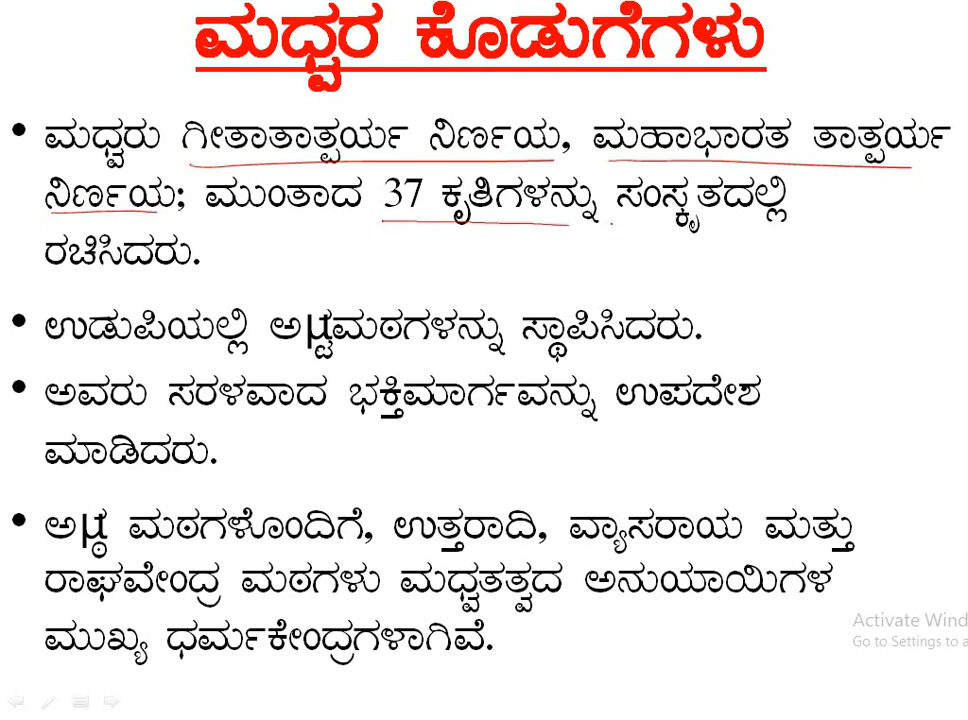 ಮಧ್ವರ ಕೊಡುಗೆಗಳು
• ಮಧ್ವರು ಗೀತಾತಾತ್ಪರ್ಯ ನಿರ್ಣಯ, ಮಹಾಭಾರತ ತಾತ್ಪರ್ಯ
ನಿರ್ಣಯ; ಮುಂತಾದ 37 ಕೃತಿಗಳನ್ನು ಸಂಸ್ಕೃತದಲ್ಲಿ
ರಚಿಸಿದರು.
• ಉಡುಪಿಯಲ್ಲಿ ಅµ್ಟಮಠಗಳನ್ನು ಸ್ಥಾಪಿಸಿದರು.
• ಅವರು ಸರಳವಾದ ಭಕ್ತಿಮಾರ್ಗವನ್ನು ಉಪದೇಶ
ಮಾಡಿದರು.
• ಅµ್ಠ ಮಠಗಳೊಂದಿಗೆ, ಉತ್ತರಾದಿ, ವ್ಯಾಸರಾಯ ಮತ್ತು
ರಾಘವೇಂದ್ರ ಮಠಗಳು ಮಧ್ವತತ್ವದ ಅನುಯಾಯಿಗಳ
ಮುಖ್ಯ ಧರ್ಮಕೇಂದ್ರಗಳಾಗಿವೆ.
Activate Wind
Go to Settings to a